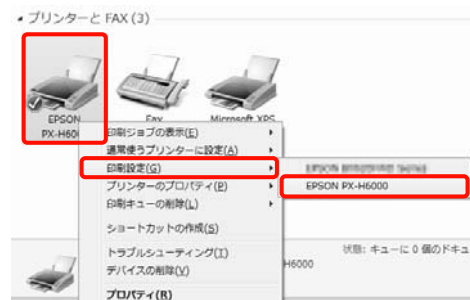 プリンターと FAX (3)
EPSON
PX-H600
Fax
Microsoft XPS
印刷ジョブの表示(E)
通常使うプリンターに設定(A)
印刷設定(G)
プリンターのプロパティ(P)
EPSON PX-H6000
印刷キューの削除(L)
ショートカットの作成(S)
トラブルシューティング(T)
デバイスの削除(V)
プロパティ(R)
状態: キューに 0 個のドキュ
H6000